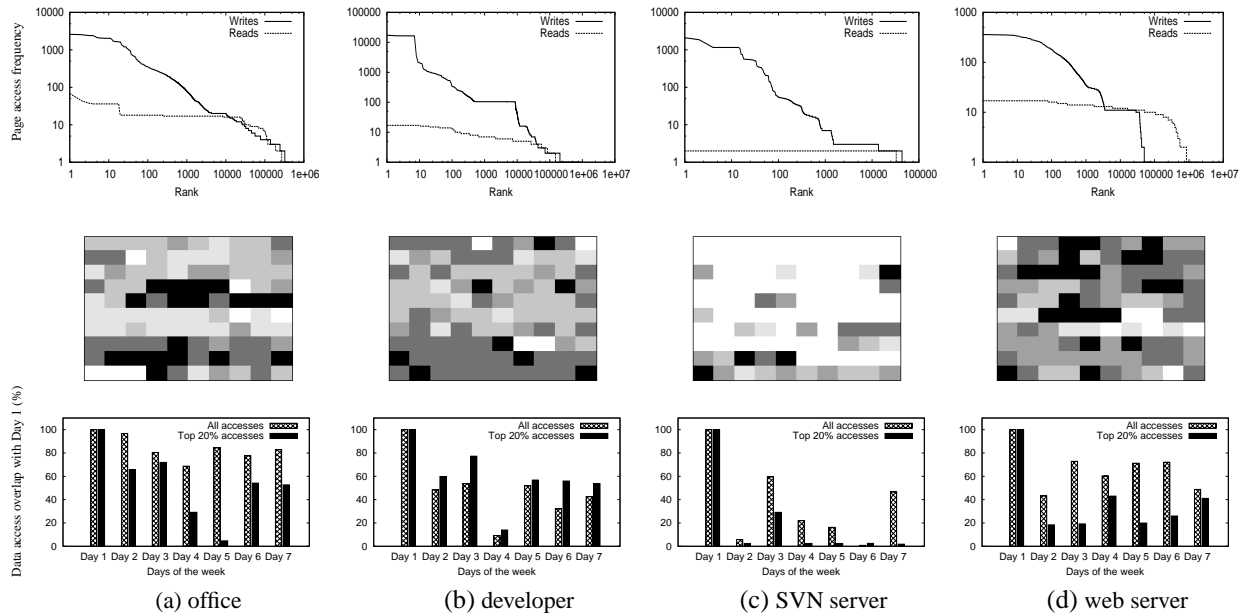 Page access frequency
10000
1000
100
10
1
1 10 100 1000 10000 100000 1e+06
Rank
Writes
Reads
10000
1000
100
10
1
1 10 100 1000 10000 100000 1e+06 1e+07
Rank
Writes
Reads
10000
1000
100
10
1
1 10 100 1000 10000 100000
Rank
Writes
Reads
1000
100
10
1
1 10 100 1000 10000 100000 1e+06 1e+07
Rank
Writes
Reads
Data access overlap with Day 1 (%)
100
80
60
40
20
0
All accesses
Top 20% accesses
Day 1 Day 2 Day 3 Day 4 Day 5 Day 6 Day 7
Days of the week
100
80
60
40
20
0
All accesses
Top 20% accesses
Day 1 Day 2 Day 3 Day 4 Day 5 Day 6 Day 7
Days of the week
100
80
60
40
20
0
All accesses
Top 20% accesses
Day 1 Day 2 Day 3 Day 4 Day 5 Day 6 Day 7
Days of the week
100
80
60
40
20
0
All accesses
Top 20% accesses
Day 1 Day 2 Day 3 Day 4 Day 5 Day 6 Day 7
Days of the week
(a) office
(b) developer
(c) SVN server
(d) web server